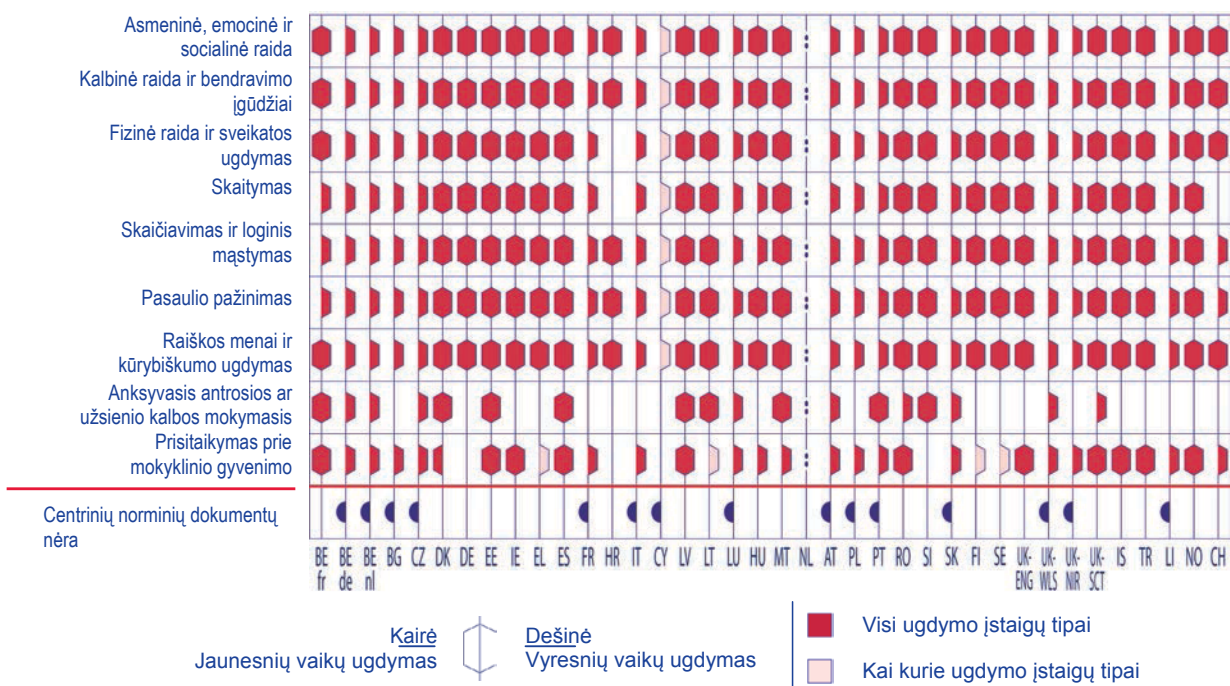 Asmeninė, emocinė ir
socialinė raida
Kalbinė raida ir bendravimo
įgūdžiai
Fizinė raida ir sveikatos
ugdymas
Skaitymas
Skaičiavimas ir loginis
mąstymas
Pasaulio pažinimas
Raiškos menai ir
kūrybiškumo ugdymas
Anksyvasis antrosios ar
užsienio kalbos mokymasis
Prisitaikymas prie
mokyklinio gyvenimo
Centrinių norminių dokumentų
nėra
BE BE BE BG CZ DK DE EE IE EL ES FR HR IT CY LV LT LU HU MT NL AT PL PT RO SI SK FI SE UK- UK- UK- UK- IS TR LI NO CH
fr de nl ENG WLS NIR SCT
Kairė
Jaunesnių vaikų ugdymas
Dešinė
Vyresnių vaikų ugdymas
Visi ugdymo įstaigų tipai
Kai kurie ugdymo įstaigų tipai